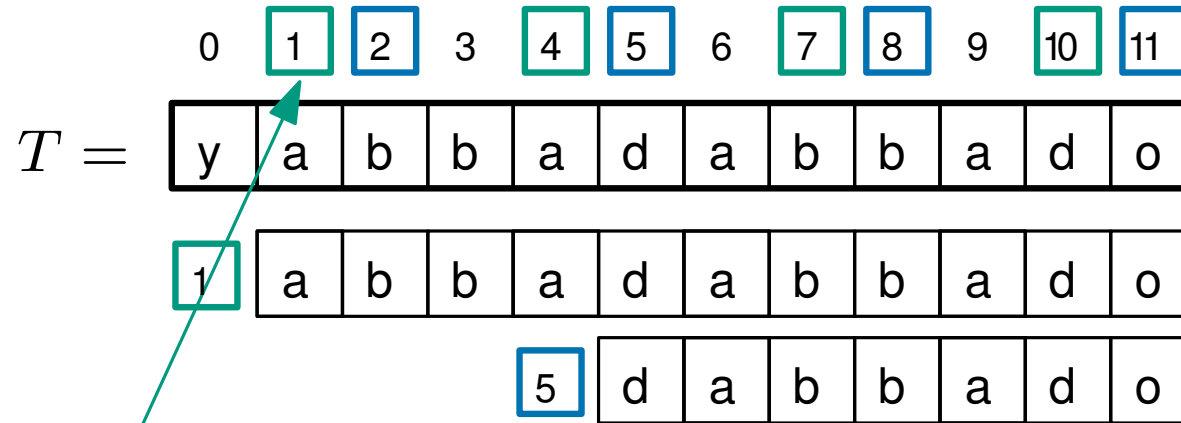 0 1 2 3 4 5 6 7 8 9 10 11
T = y a b b a d a b b a d o
1 a b b a d a b b a d o
5 d a b b a d o